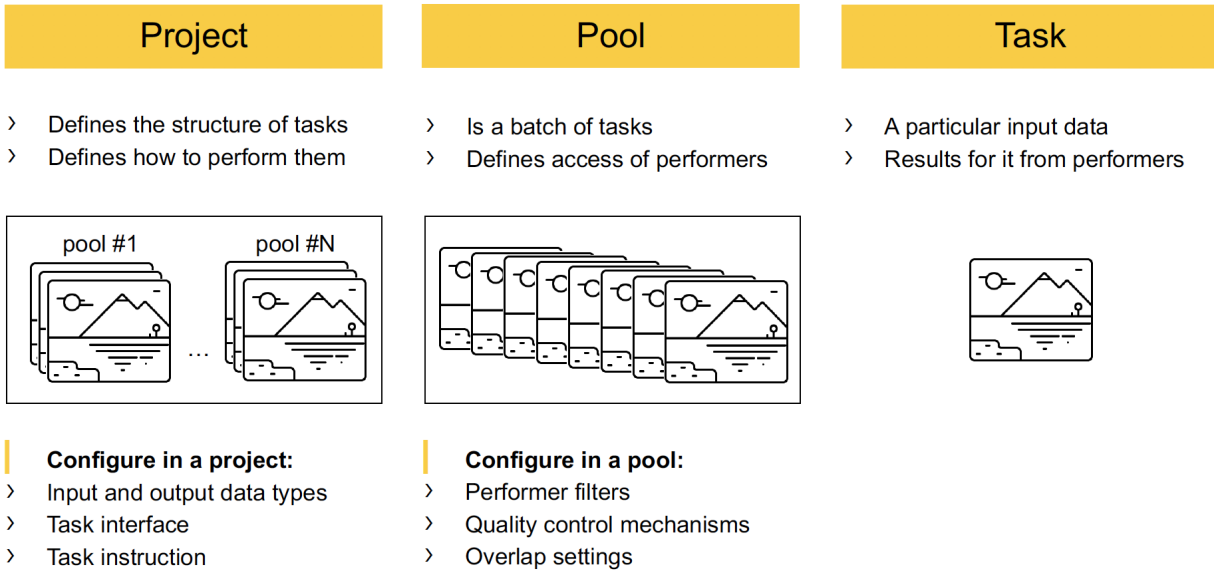 Project
› Defines the structure of tasks
› Defines how to perform them
pool #1
...
pool #N
Configure in a project:
› Input and output data types
› Task interface
› Task instruction
Pool
› Is a batch of tasks
› Defines access of performers
Configure in a pool:
› Performer filters
› Quality control mechanisms
› Overlap settings
Task
› A particular input data
› Results for it from performers